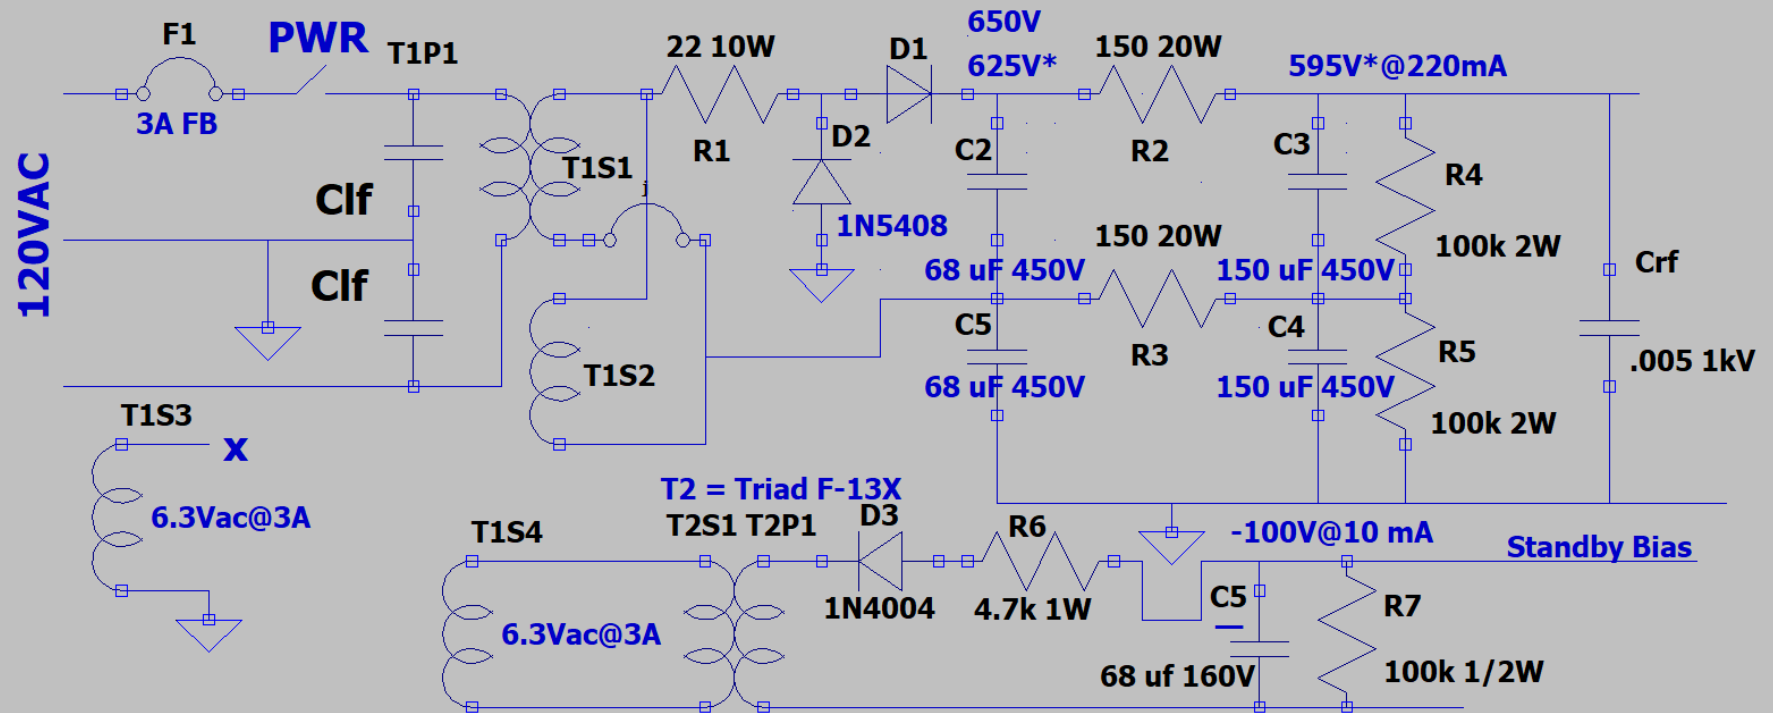 F1
PWR
T1P1
22 10W
D1
650V
625V*
150 20W
595V*@220mA
3A FB
120VAC
Clf
T1S1
j
R1
D2
C2
R2
C3
R4
1N5408
150 20W
100k 2W
Clf
68 uF 450V
150 uF 450V
Crf
C5
R3
C4
R5
.005 1kV
T1S2
68 uF 450V
150 uF 450V
100k 2W
T1S3
X
6.3Vac@3A
T2 = Triad F-13X
T1S4
T2S1 T2P1
D3
R6
-100V@10 mA
Standby Bias
1N4004
4.7k 1W
C5
R7
6.3Vac@3A
68 uf 160V
100k 1/2W